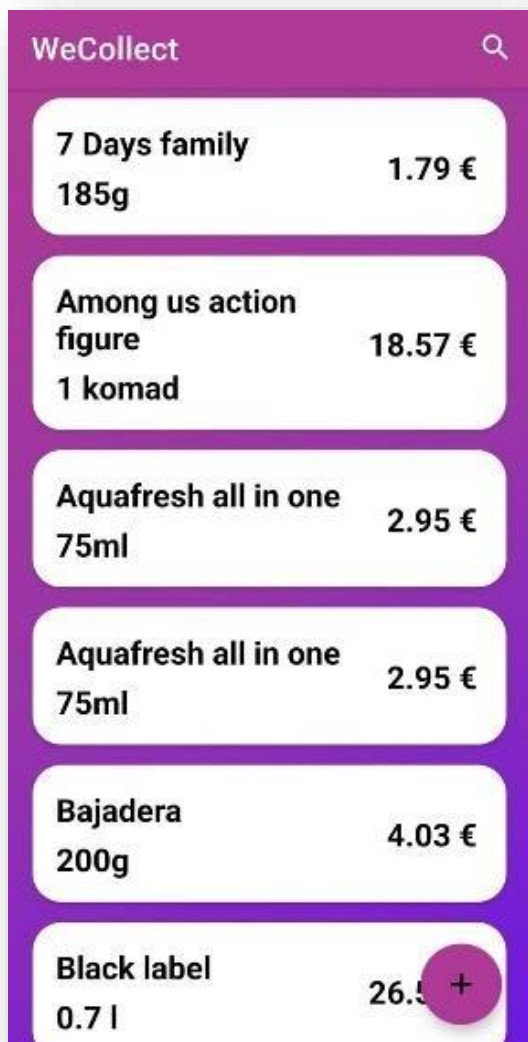 WeCollect
7 Days family
185g
1.79 €
Among us action
figure
1 komad
18.57 €
Aquafresh all in one
75ml
2.95 €
Aquafresh all in one
75ml
2.95 €
Bajadera
200g
4.03 €
Black label
0.7 l
+